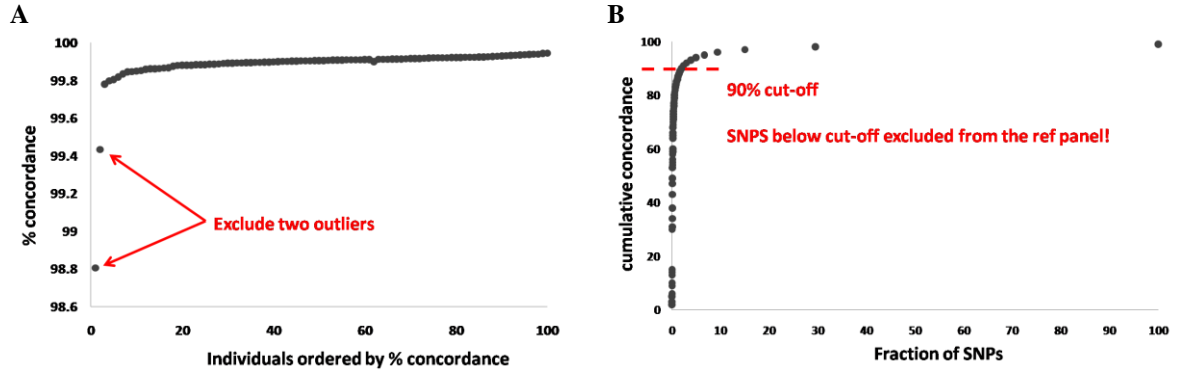 A
% concordance
100
99.8
99.6
99.4
99.2
99
98.8
98.6
Exclude two outliers
0 20 40 60 80 100
Individuals ordered by % concordance
B
cumulative concordance
100
80
60
40
20
0
90% cut-off
SNPS below cut-off excluded from the ref panel!
0 10 20 30 40 50 60 70 80 90 100
Fraction of SNPs